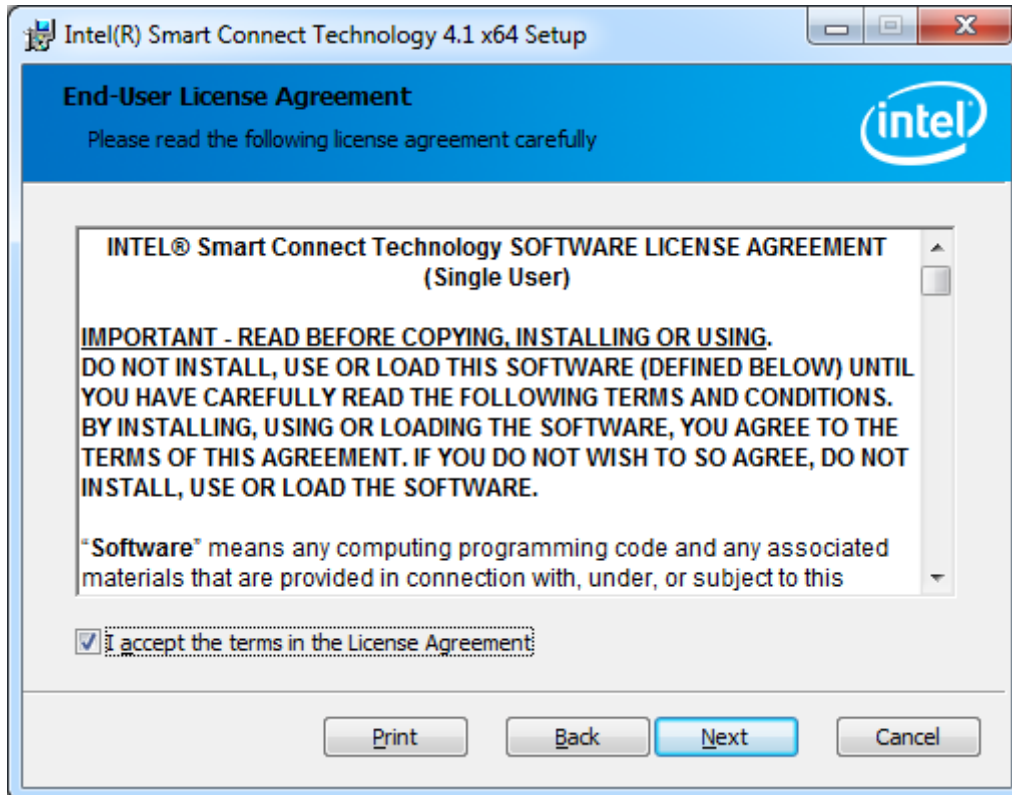 Intel(R) Smart Connect Technology 4.1 x64 Setup
End-User License Agreement
Please read the following license agreement carefully
intel
INTEL® Smart Connect Technology SOFTWARE LICENSE AGREEMENT
(Single User)
IMPORTANT - READ BEFORE COPYING, INSTALLING OR USING.
DO NOT INSTALL, USE OR LOAD THIS SOFTWARE (DEFINED BELOW) UNTIL
YOU HAVE CAREFULLY READ THE FOLLOWING TERMS AND CONDITIONS.
BY INSTALLING, USING OR LOADING THE SOFTWARE, YOU AGREE TO THE
TERMS OF THIS AGREEMENT. IF YOU DO NOT WISH TO SO AGREE, DO NOT
INSTALL, USE OR LOAD THE SOFTWARE.
“Software” means any computing programming code and any associated
materials that are provided in connection with, under, or subject to this
I accept the terms in the License Agreement
Print Back Next Cancel